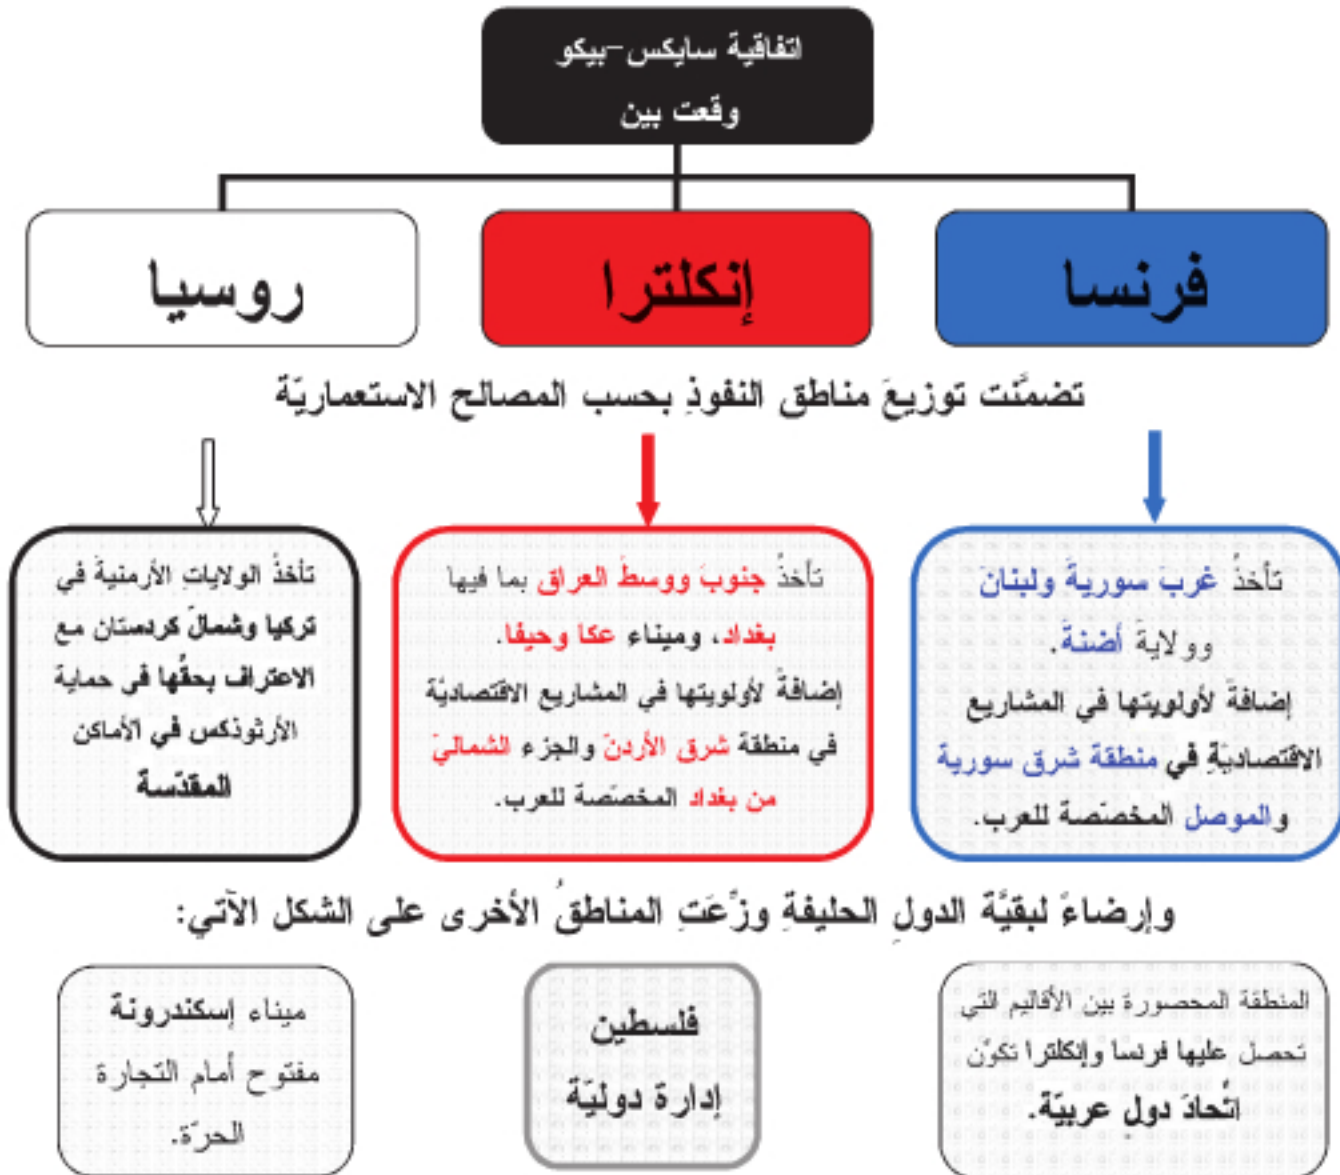 اتفاقية سايكس-بيكو
وقعت بين
فرنسا
إنكلترا
روسيا
تضمَّنت توزيعَ مناطق النفوذِ بحسب المصالح الاستعماريّة
تأخذُ غربَ سوريةَ ولبنانَ
وولايةَ أضنةَ.
إضافةً لأولويتها في المشاريع
الاقتصاديّةِ في منطقة شرق سورية
والموصل المخصّصة للعرب.
تأخذُ جنوبَ ووسطَ العراق بما فيها
بغداد، وميناء عكا وحيفا.
إضافةً لأولويتها في المشاريع الاقتصاديّة
في منطقة شرق الأردنّ والجزء الشماليّ
من بغداد المخصّصة للعرب.
تأخذُ الولاياتِ الأرمنيةَ في
تركيا وشمالَ كردستان مع
الاعتراف بحقّها في حماية
الأرثوذكس في الأماكن
المقدّسة
وإرضاءً لبقيَّة الدولِ الحليفةِ وزَّعَتِ المناطقُ الأخرى على الشكل الآتي:
المنطقة المحصورة بين الأقاليم التي
تحصل عليها فرنسا وإنكلترا تكوّن
اتّحادَ دولٍ عربيّة.
فلسطين
إدارة دوليّة
ميناء إسكندرونة
مفتوح أمام التجارة
الحرّة.